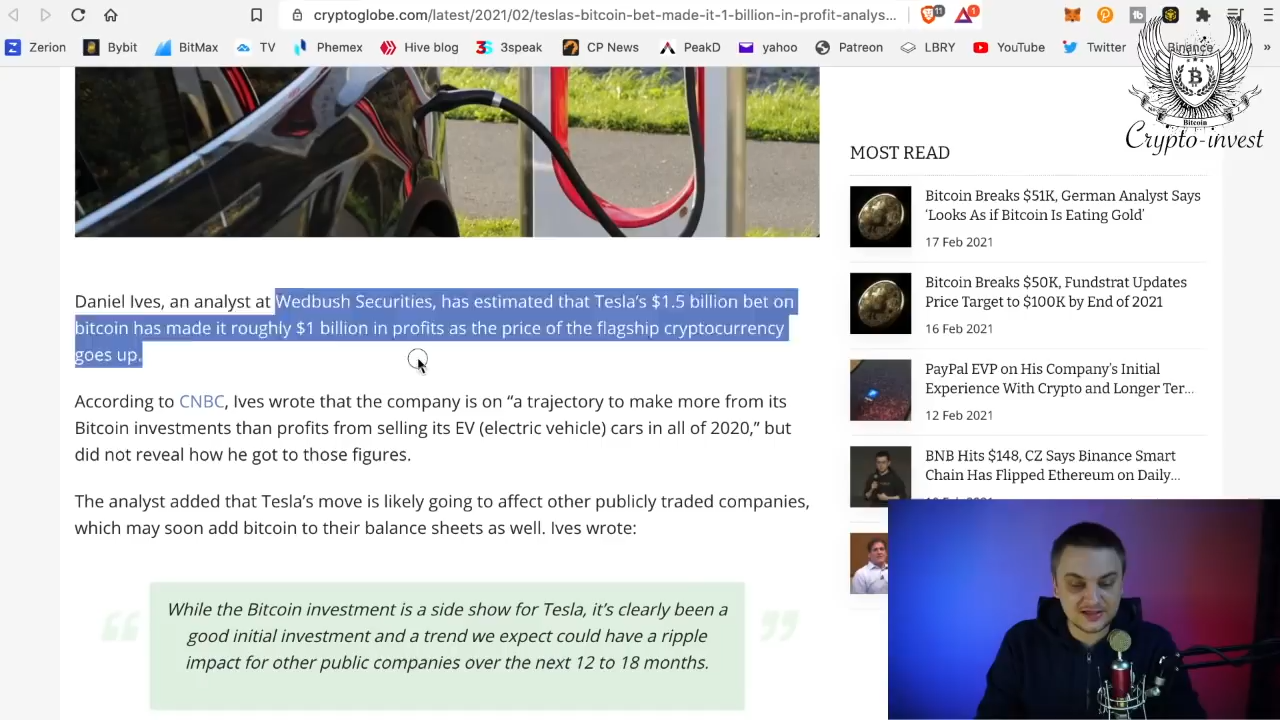 cryptoglobe.com/latest/2021/02/teslas-bitcoin-bet-made-it-1-billion-in-profit-analys...
11
1
Zerion
Bybit
BitMax
TV
Phemex
Hive blog
3speak
CP News
PeakD
yahoo
Patreon
LBRY
YouTube
Twitter
Binance
»
B
Bitcoin
Crypto-invest
MOST READ
Bitcoin Breaks $51K, German Analyst Says
‘Looks As if Bitcoin Is Eating Gold’
17 Feb 2021
Bitcoin Breaks $50K, Fundstrat Updates
Price Target to $100K by End of 2021
16 Feb 2021
PayPal EVP on His Company’s Initial
Experience With Crypto and Longer Ter...
12 Feb 2021
BNB Hits $148, CZ Says Binance Smart
Chain Has Flipped Ethereum on Daily...
Daniel Ives, an analyst at Wedbush Securities, has estimated that Tesla’s $1.5 billion bet on
bitcoin has made it roughly $1 billion in profits as the price of the flagship cryptocurrency
goes up.
According to CNBC, Ives wrote that the company is on “a trajectory to make more from its
Bitcoin investments than profits from selling its EV (electric vehicle) cars in all of 2020,” but
did not reveal how he got to those figures.
The analyst added that Tesla’s move is likely going to affect other publicly traded companies,
which may soon add bitcoin to their balance sheets as well. Ives wrote:
“
While the Bitcoin investment is a side show for Tesla, it’s clearly been a
good initial investment and a trend we expect could have a ripple
impact for other public companies over the next 12 to 18 months.
”